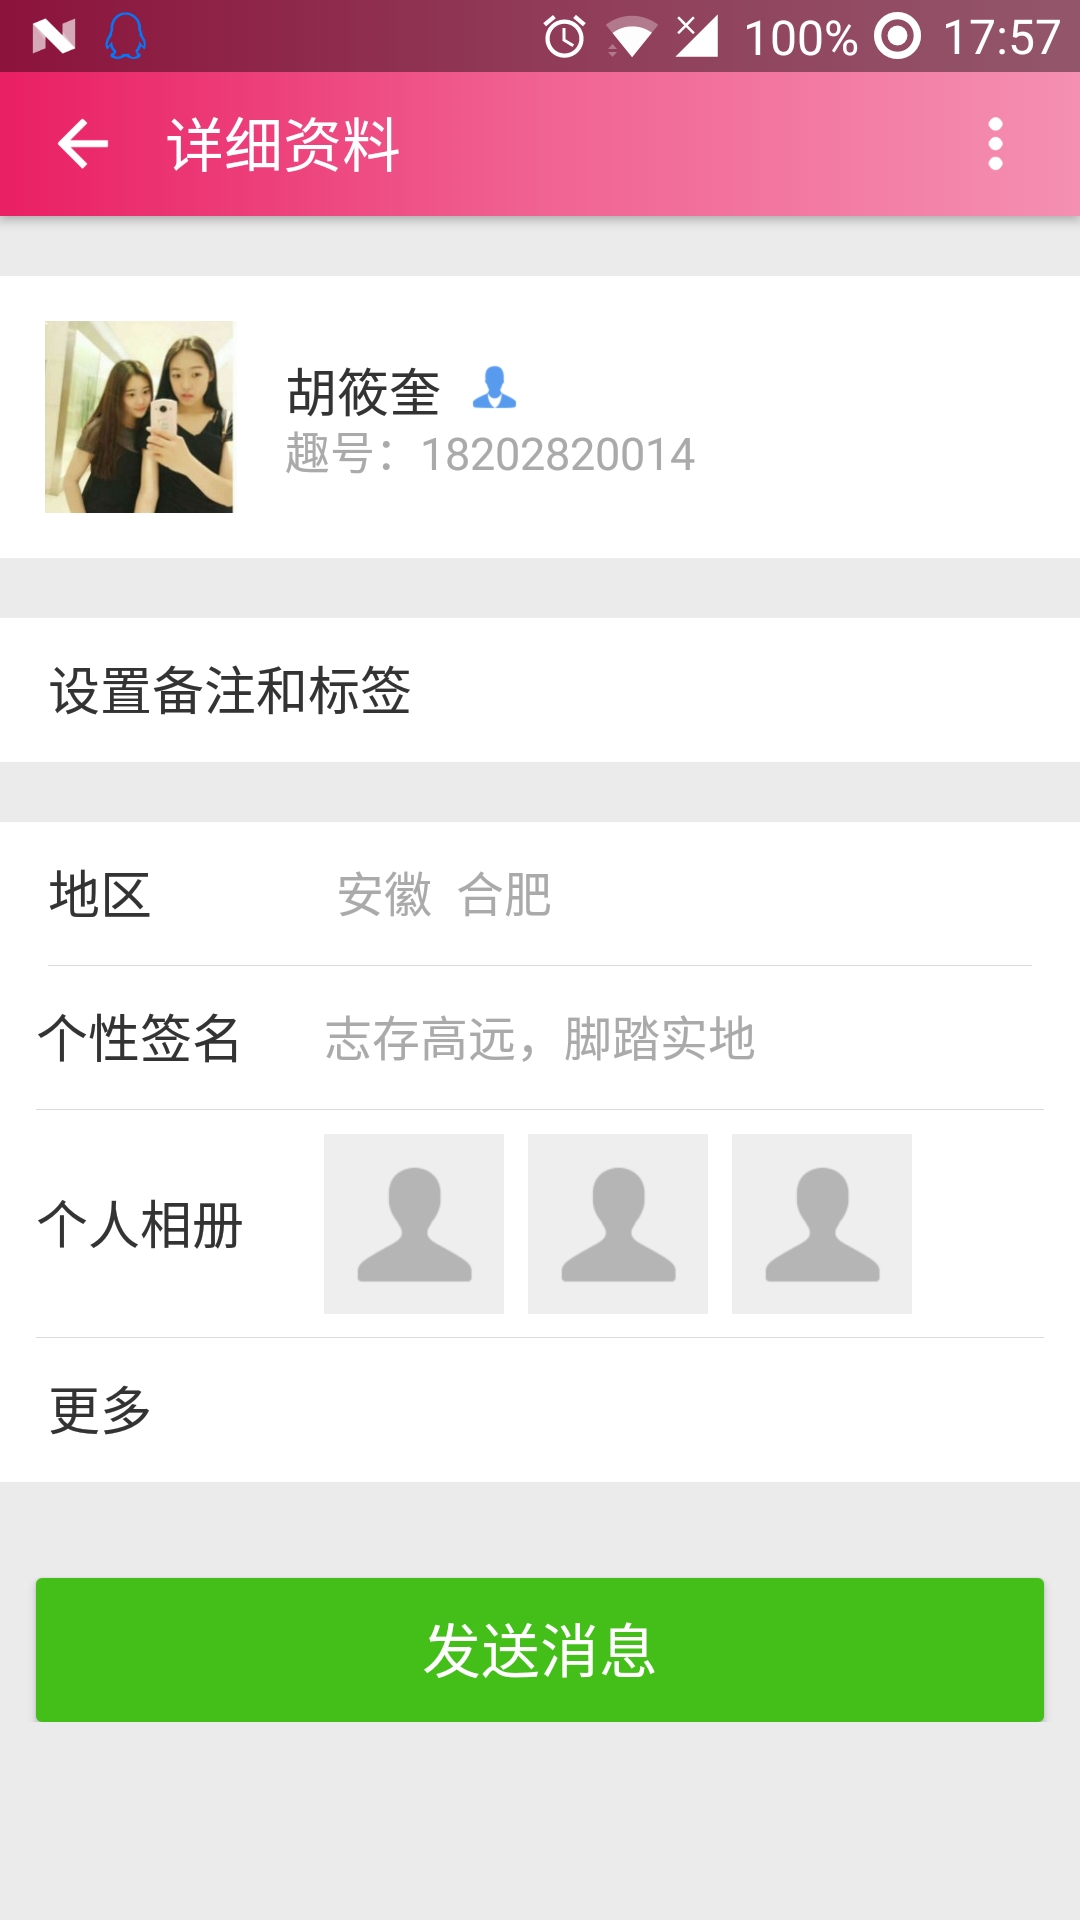 100% 17:57
详细资料
胡筱奎
趣号：18202820014
设置备注和标签
地区 安徽 合肥
个性签名 志存高远，脚踏实地
个人相册
更多
发送消息